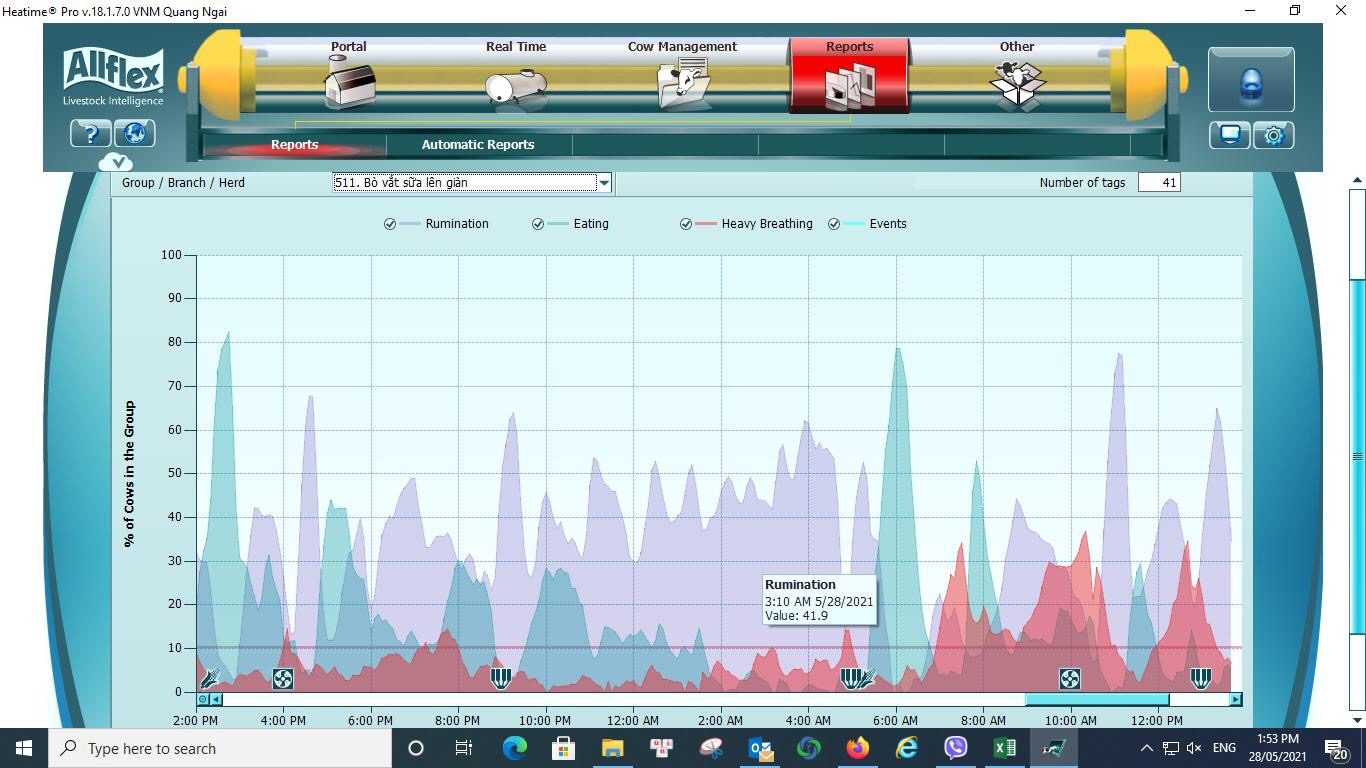 Heatime® Pro v.18.1.7.0 VNM Quang Ngai
Allflex
Livestock Intelligence
Portal
Real Time
Cow Management
Reports
Other
?
Reports
Automatic Reports
Group / Branch / Herd
511. Bò vắt sữa lên giàn
Number of tags
41
Rumination
Eating
Heavy Breathing
Events
% of Cows in the Group
100
90
80
70
60
50
40
30
20
10
0
Rumination
3:10 AM 5/28/2021
Value: 41.9
2:00 PM
4:00 PM
6:00 PM
8:00 PM
10:00 PM
12:00 AM
2:00 AM
4:00 AM
6:00 AM
8:00 AM
10:00 AM
12:00 PM
Type here to search
ENG
1:53 PM
28/05/2021
20